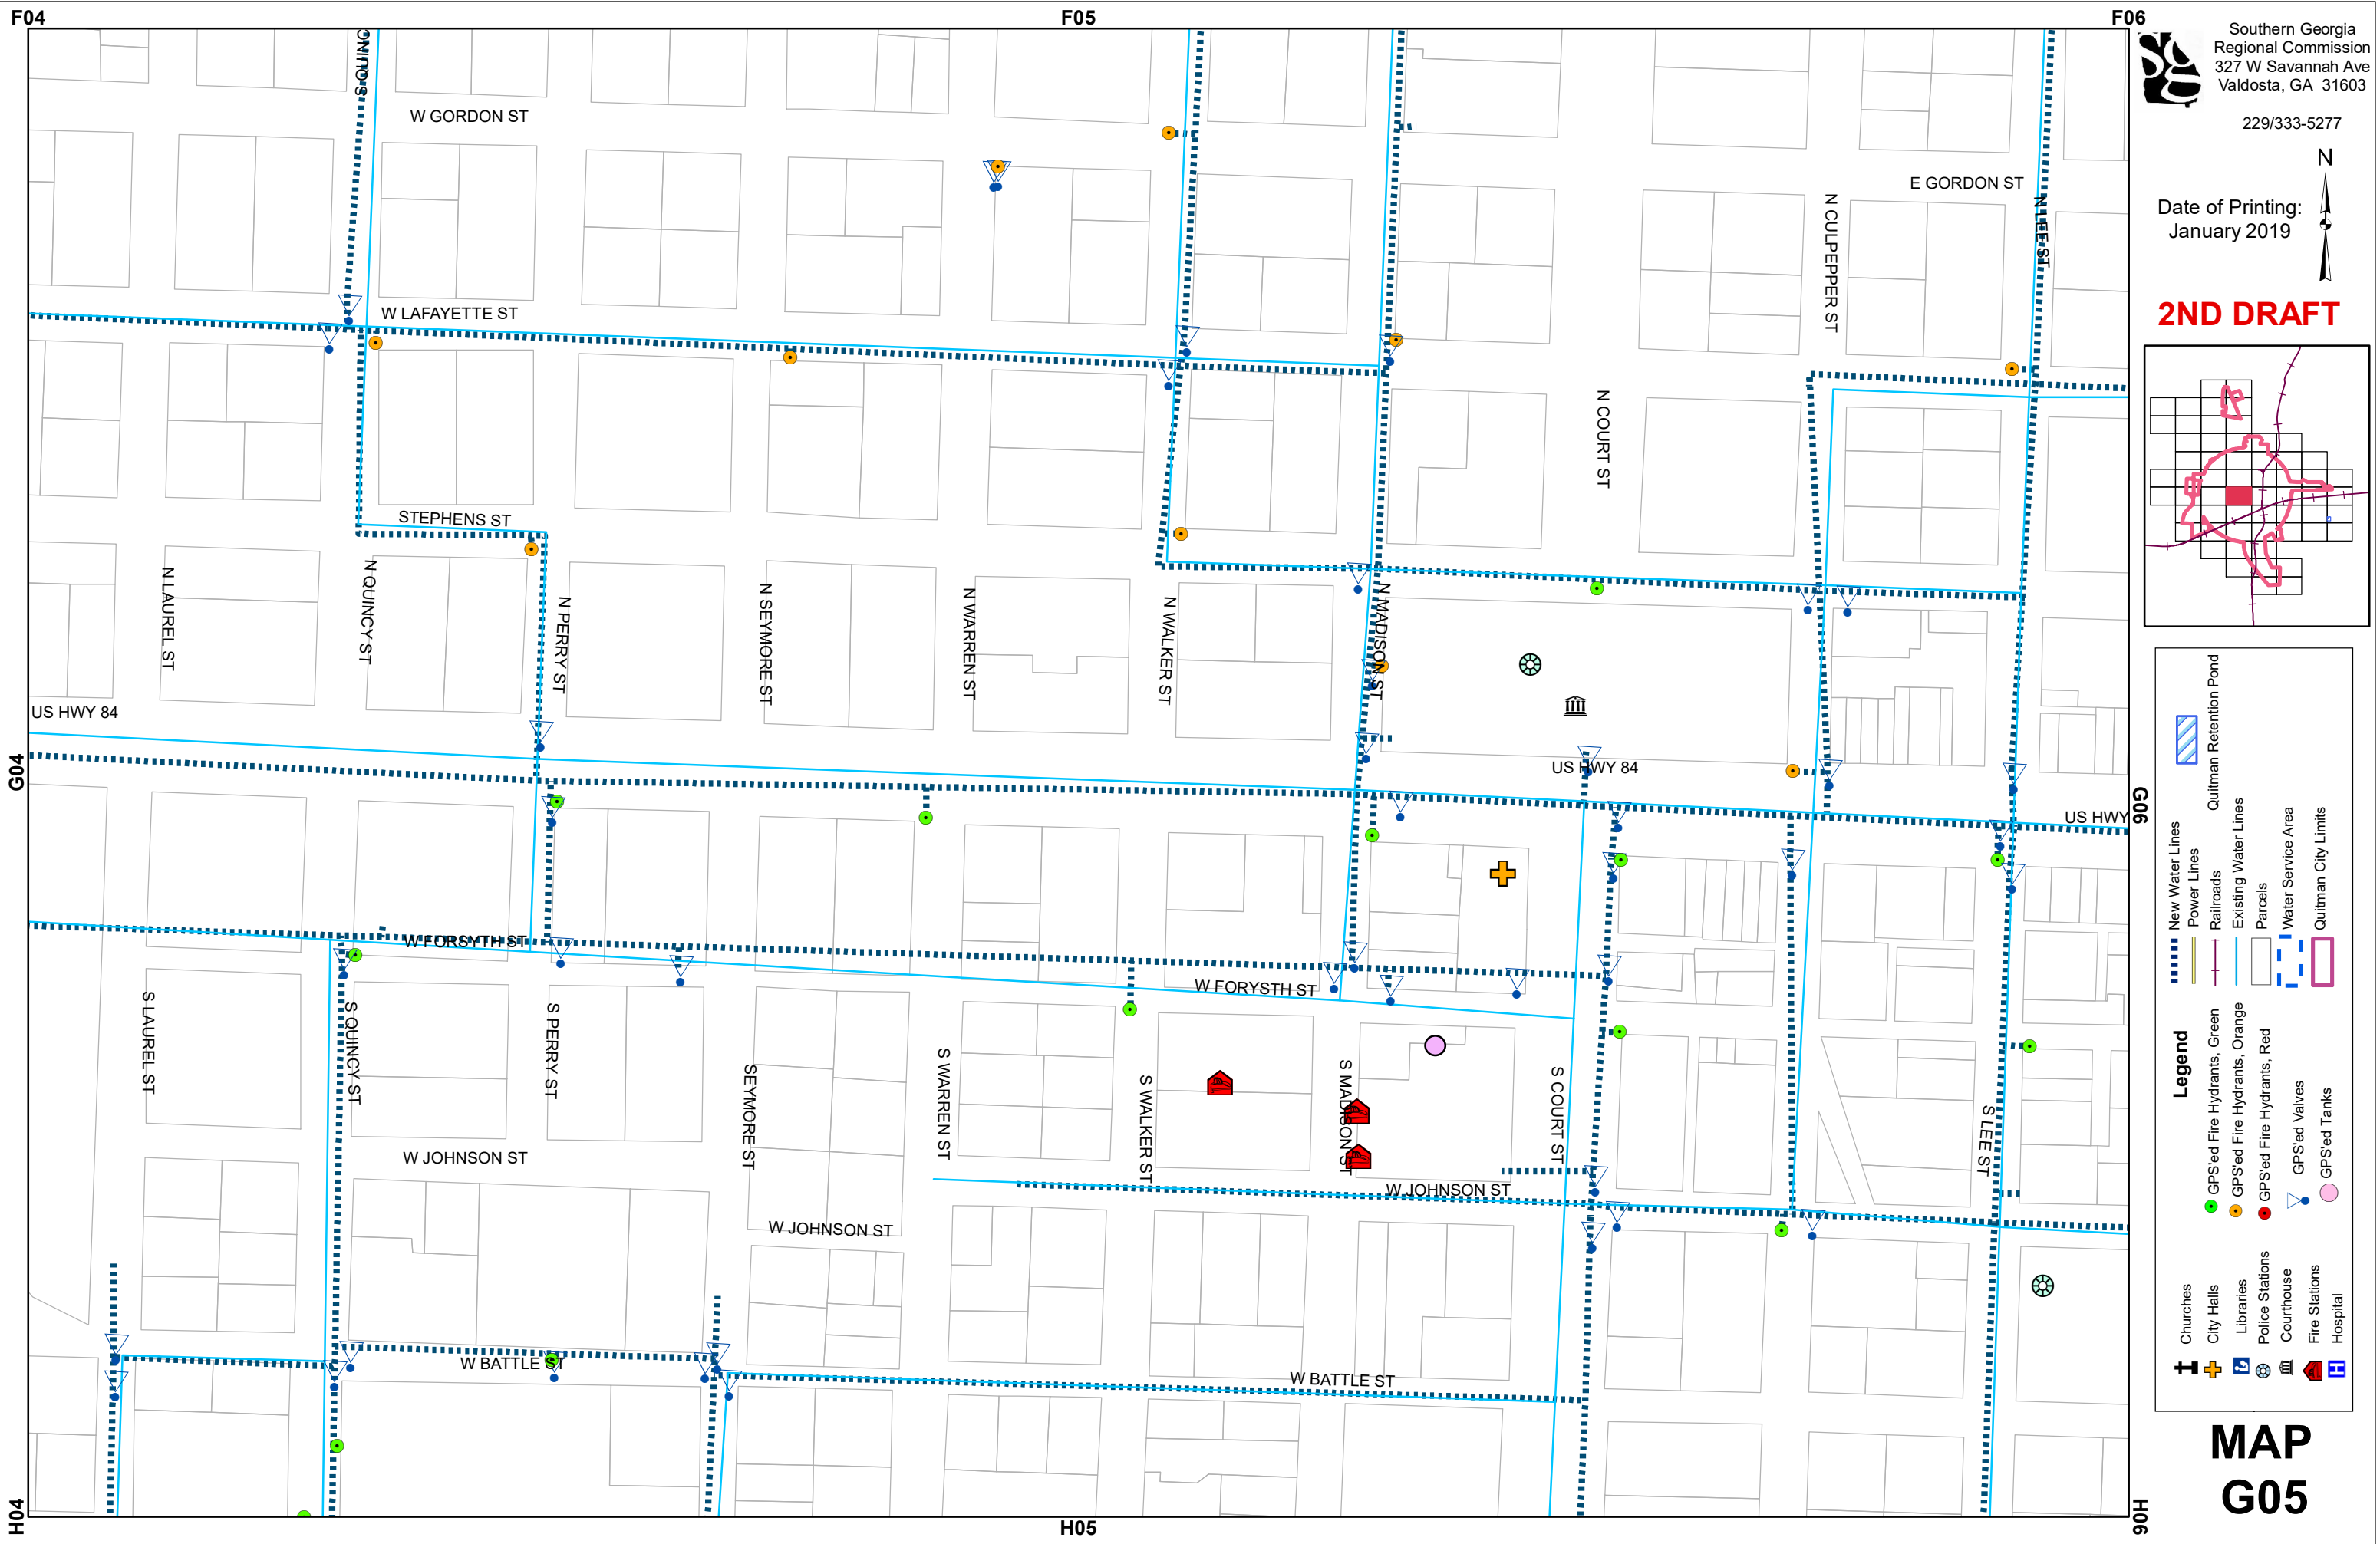 F04
F05
F06
Southern Georgia
Regional Commission
327 W Savannah Ave
Valdosta, GA 31603
229/333-5277
N
Date of Printing:
January 2019
2ND DRAFT
W GORDON ST
E GORDON ST
N CULPEPPER ST
N LEE ST
W LAFAYETTE ST
N COURT ST
STEPHENS ST
N LAUREL ST
N QUINCY ST
N PERRY ST
N SEYMORE ST
N WARREN ST
N WALKER ST
N MADISON ST
US HWY 84
US HWY 84
US HWY
G04
G06
W FORSYTH ST
W FORYSTH ST
S LAUREL ST
S QUINCY ST
S PERRY ST
SEYMORE ST
S WARREN ST
S WALKER ST
S MADISON ST
S COURT ST
S LEE ST
W JOHNSON ST
W JOHNSON ST
W JOHNSON ST
W BATTLE ST
W BATTLE ST
H04
H05
H06
Legend
Churches
City Halls
Libraries
Police Stations
Courthouse
Fire Stations
Hospital
GPS'ed Fire Hydrants, Green
GPS'ed Fire Hydrants, Orange
GPS'ed Fire Hydrants, Red
GPS'ed Valves
GPS'ed Tanks
New Water Lines
Power Lines
Railroads
Existing Water Lines
Parcels
Water Service Area
Quitman City Limits
Quitman Retention Pond
MAP
G05